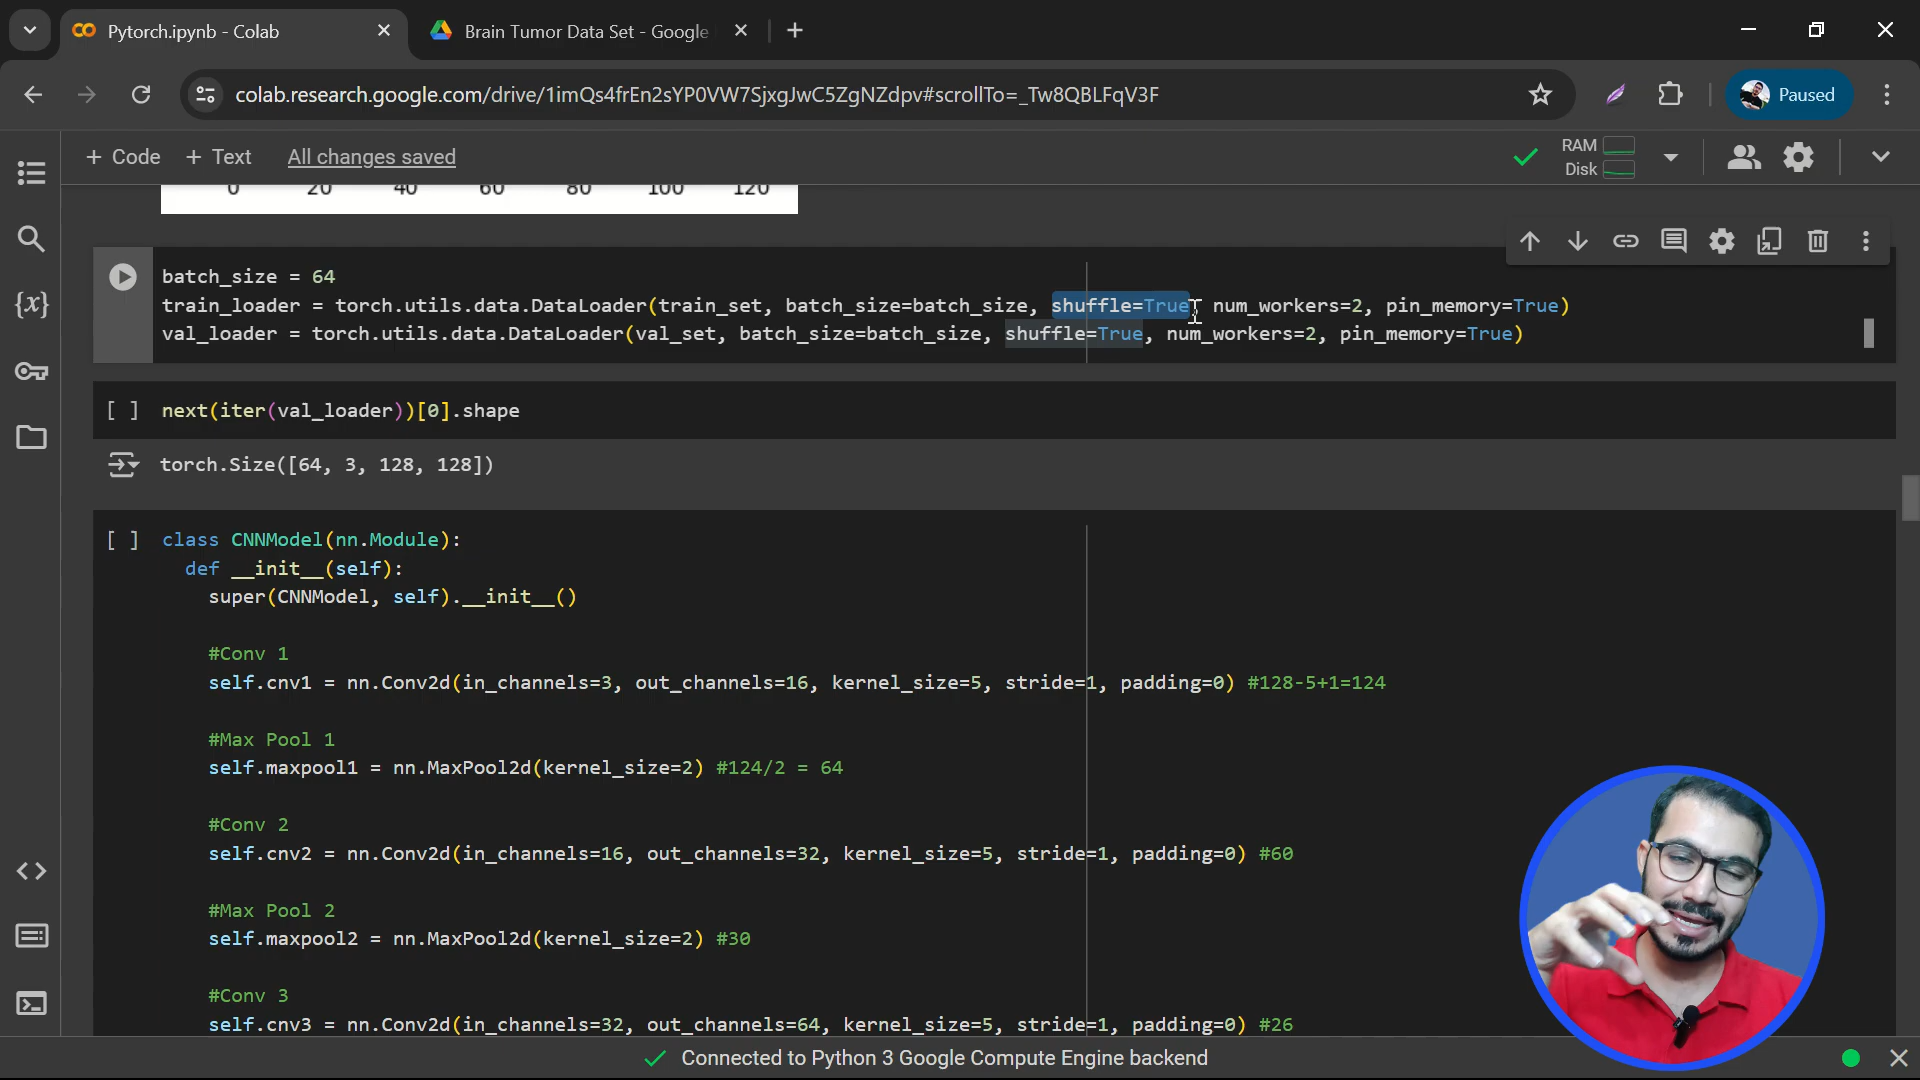 Pytorch.ipynb - Colab
Brain Tumor Data Set - Google
colab.research.google.com/drive/1imQs4frEn2sYP0VW7SjxgJwC5ZgNZdpv#scrollTo=_Tw8QBLFqV3F
Paused
+ Code + Text All changes saved
RAM
Disk
0 20 40 60 80 100 120
batch_size = 64
train_loader = torch.utils.data.DataLoader(train_set, batch_size=batch_size, shuffle=True, num_workers=2, pin_memory=True)
val_loader = torch.utils.data.DataLoader(val_set, batch_size=batch_size, shuffle=True, num_workers=2, pin_memory=True)
[ ] next(iter(val_loader))[0].shape
torch.Size([64, 3, 128, 128])
[ ] class CNNModel(nn.Module):
def __init__(self):
super(CNNModel, self).__init__()
#Conv 1
self.cnv1 = nn.Conv2d(in_channels=3, out_channels=16, kernel_size=5, stride=1, padding=0) #128-5+1=124
#Max Pool 1
self.maxpool1 = nn.MaxPool2d(kernel_size=2) #124/2 = 64
#Conv 2
self.cnv2 = nn.Conv2d(in_channels=16, out_channels=32, kernel_size=5, stride=1, padding=0) #60
#Max Pool 2
self.maxpool2 = nn.MaxPool2d(kernel_size=2) #30
#Conv 3
self.cnv3 = nn.Conv2d(in_channels=32, out_channels=64, kernel_size=5, stride=1, padding=0) #26
Connected to Python 3 Google Compute Engine backend